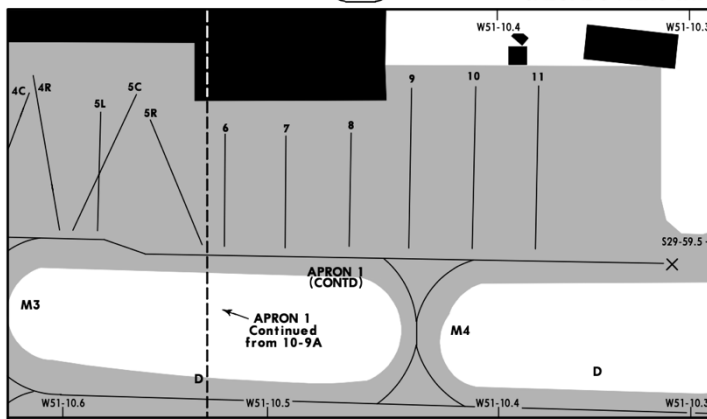 W51-10.4
W51-10.3
4C
4R
5L
5C
5R
6
7
8
9
10
11
S29-59.5
APRON 1
(CONTD)
M3
APRON 1
Continued
from 10-9A
M4
D
D
W51-10.6
W51-10.5
W51-10.4
W51-10.3